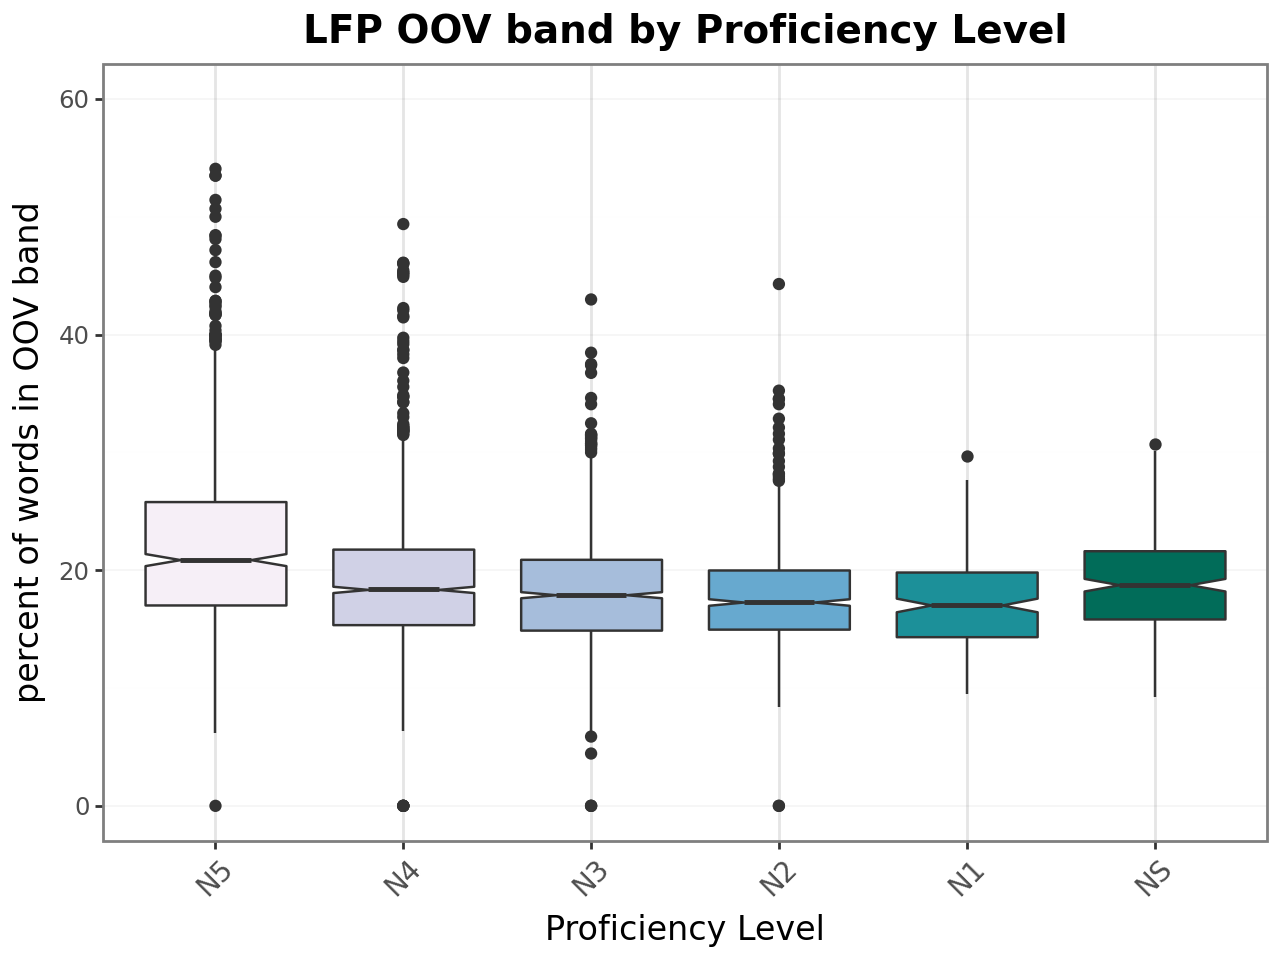 LFP OOV band by Proficiency Level
percent of words in OOV band
60
40
20
0
N5 N4 N3 N2 N1 NS
Proficiency Level